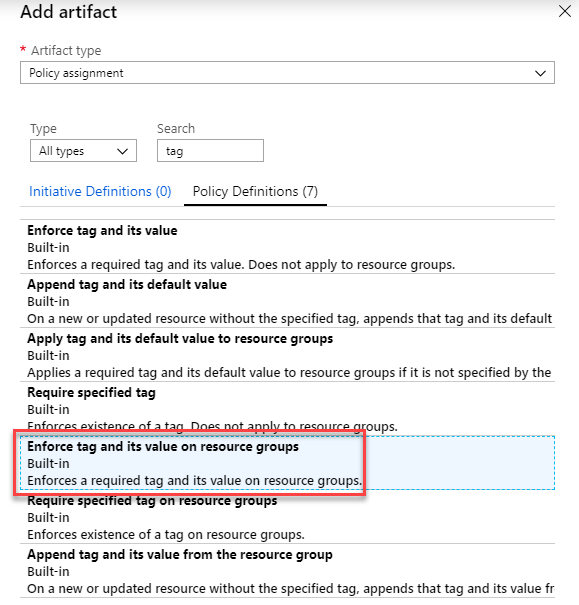 Add artifact
* Artifact type
Policy assignment
Type Search
All types tag
Initiative Definitions (0) Policy Definitions (7)
Enforce tag and its value
Built-in
Enforces a required tag and its value. Does not apply to resource groups.
Append tag and its default value
Built-in
On a new or updated resource without the specified tag, appends that tag and its default
Apply tag and its default value to resource groups
Built-in
Applies a required tag and its default value to resource groups if it is not specified by the
Require specified tag
Built-in
Enforces existence of a tag. Does not apply to resource groups.
Enforce tag and its value on resource groups
Built-in
Enforces a required tag and its value on resource groups.
Require specified tag on resource groups
Built-in
Enforces existence of a tag on resource groups.
Append tag and its value from the resource group
Built-in
On a new or updated resource without the specified tag, appends that tag and its value fr